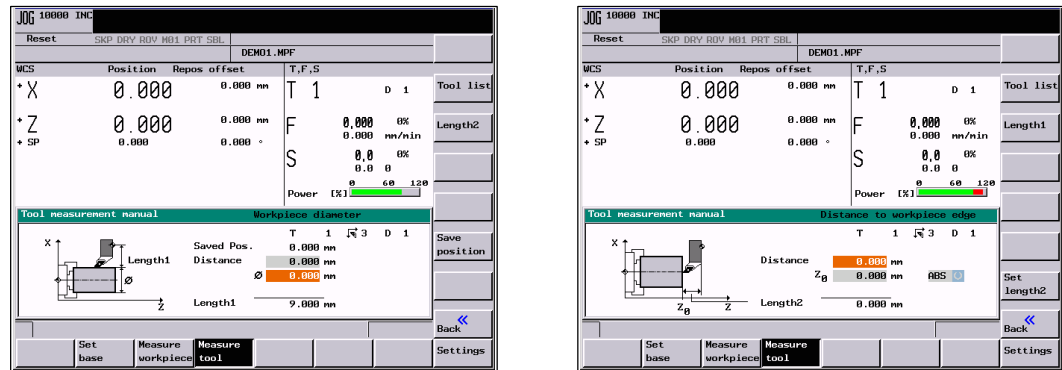 JOG 10000 INC
Reset SKP DRY ROV M01 PRT SBL
DEMO1.MPF
WCS Position Repos offset T,F,S
+ X 0.000 0.000 mm T 1 D 1 Tool list
+ Z 0.000 0.000 mm F 0,000 0% Length2
0.000 mm/min
+ SP 0.000 0.000 °
S 0,0 0%
0.0 0
0 60 120
Power [%]
Tool measurement manual Workpiece diameter
T 1 3 D 1
X Saved Pos. 0.000 mm Save position
Length1 Distance 0.000 mm
Ø Ø 0.000 mm
Z Length1 9.000 mm
« Back
Set base Measure workpiece Measure tool Settings
JOG 10000 INC
Reset SKP DRY ROV M01 PRT SBL
DEMO1.MPF
WCS Position Repos offset T,F,S
+ X 0.000 0.000 mm T 1 D 1 Tool list
+ Z 0.000 0.000 mm F 0,000 0% Length1
0.000 mm/min
+ SP 0.000 0.000 °
S 0,0 0%
0.0 0
0 60 120
Power [%]
Tool measurement manual Distance to workpiece edge
T 1 3 D 1
X Distance 0.000 mm
Z0 0.000 mm ABS Set length2
Z0 Z Length2 0.000 mm
« Back
Set base Measure workpiece Measure tool Settings